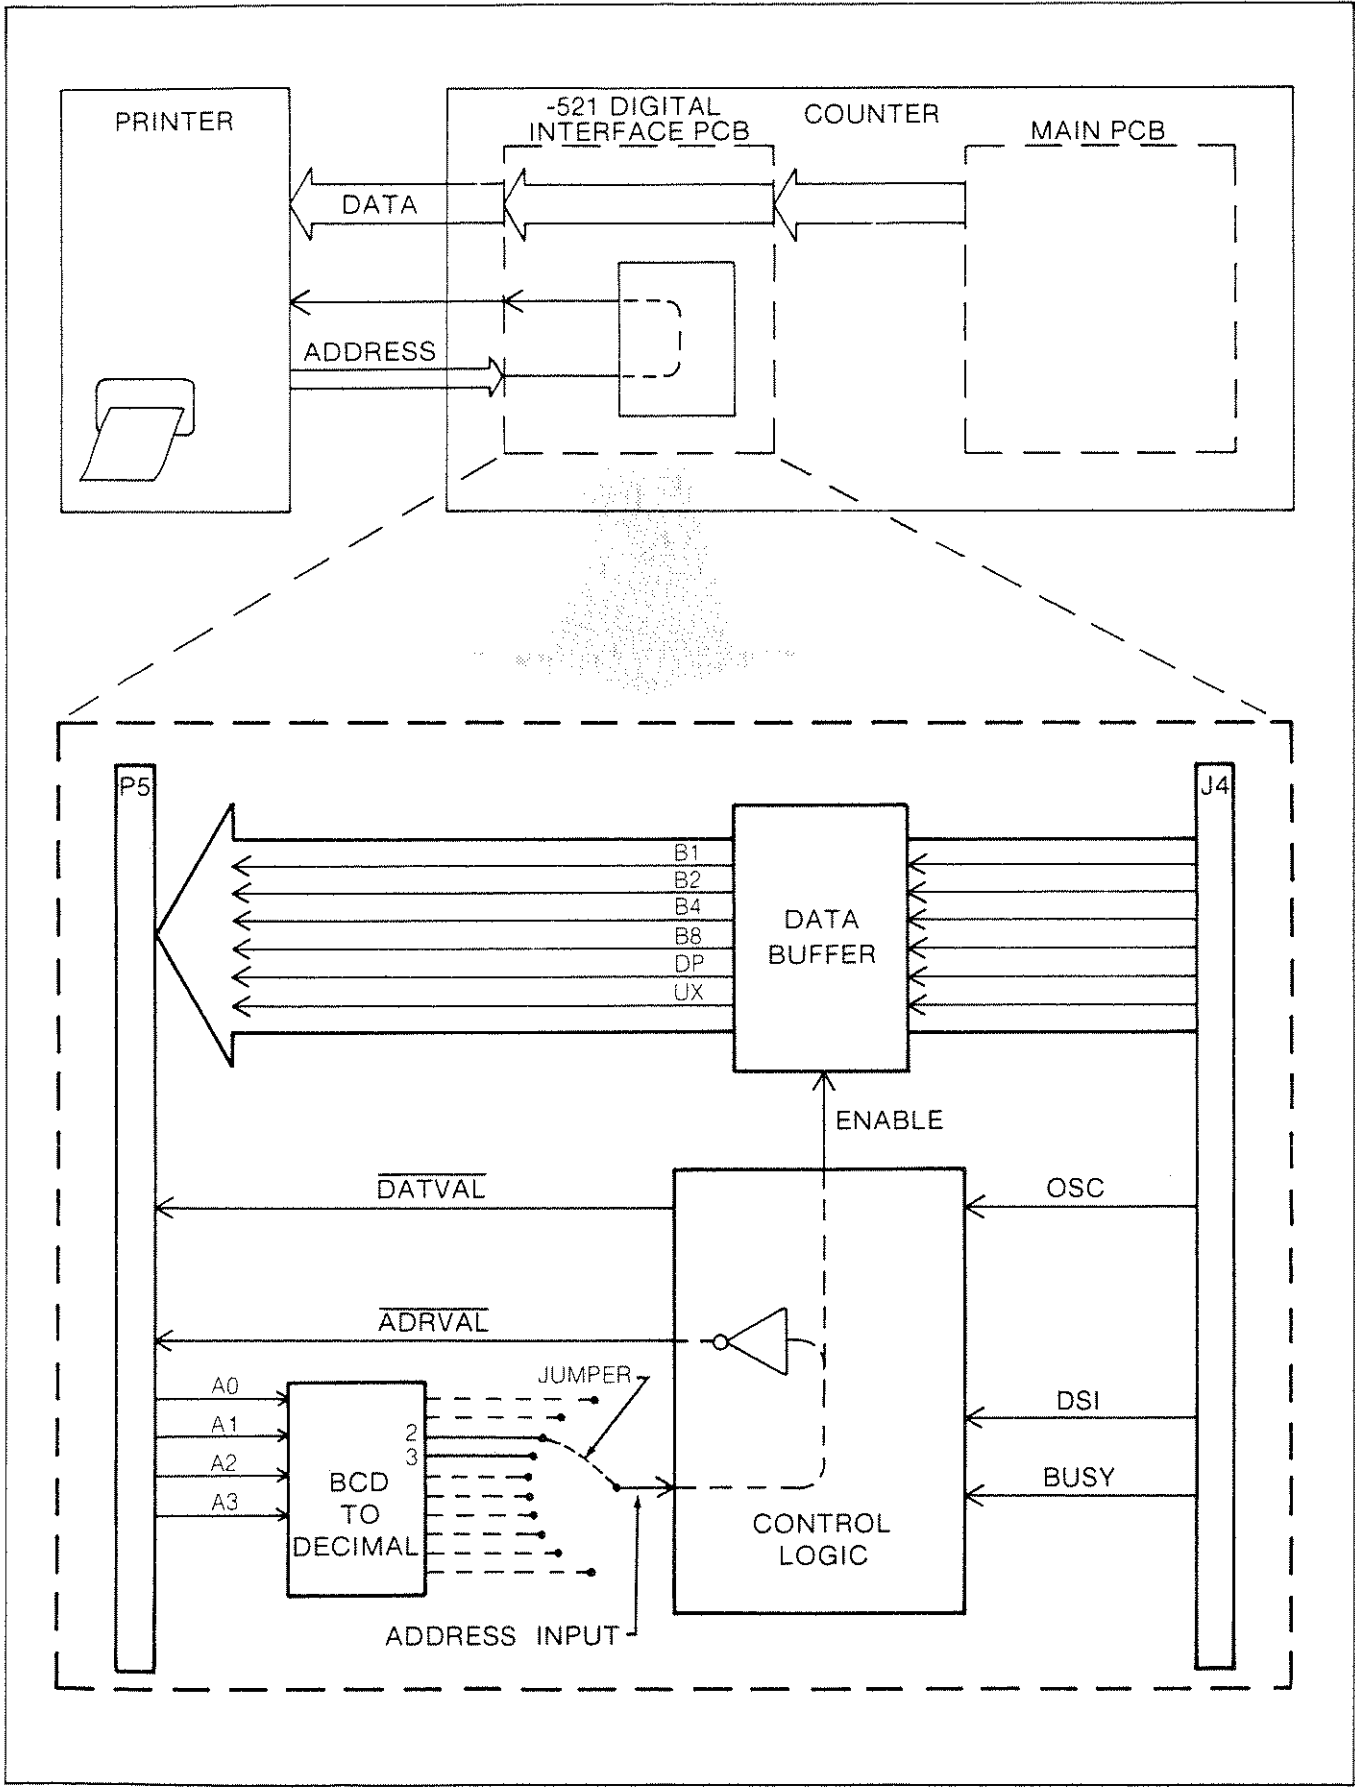 PRINTER
-521 DIGITAL
INTERFACE PCB
COUNTER
MAIN PCB
DATA
ADDRESS
P5
J4
B1
B2
B4
B8
DP
UX
DATA
BUFFER
ENABLE
DATVAL
OSC
ADRVAL
JUMPER
A0
A1
A2
A3
2
3
BCD
TO
DECIMAL
DSI
BUSY
CONTROL
LOGIC
ADDRESS INPUT